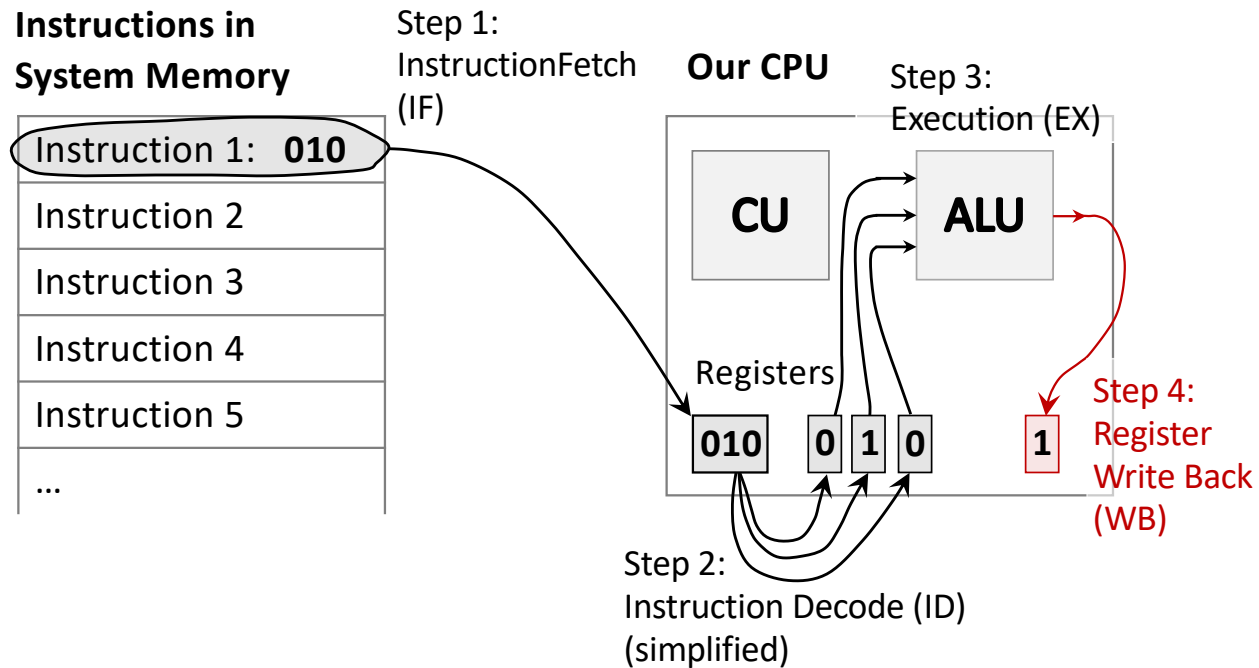 Instructions in
System Memory
Instruction 1: 010
Instruction 2
Instruction 3
Instruction 4
Instruction 5
...
Step 1:
InstructionFetch
(IF)
Our CPU
Step 3:
Execution (EX)
CU
ALU
Registers
010
0
1
0
1
Step 4:
Register
Write Back
(WB)
Step 2:
Instruction Decode (ID)
(simplified)